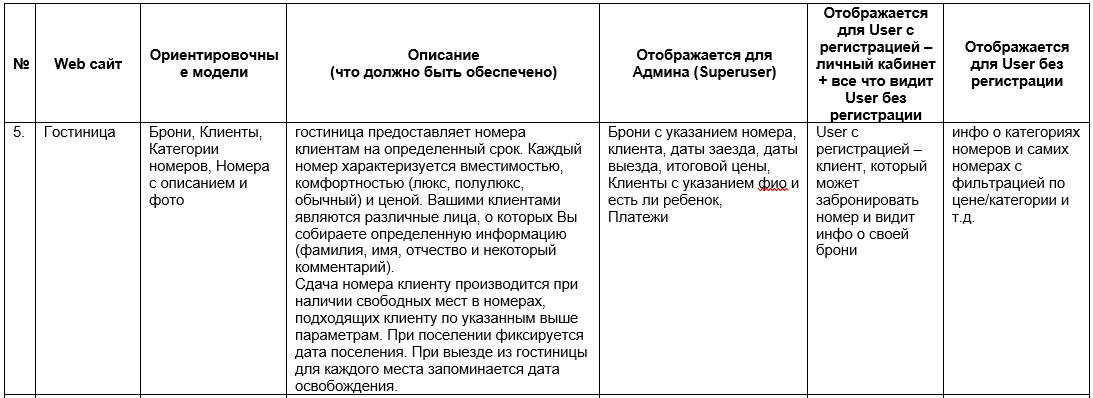 №
Web сайт
Ориентировочны
е модели
Описание
(что должно быть обеспечено)
Отображается для
Админа (Superuser)
Отображается
для User с
регистрацией –
личный кабинет
+ все что видит
User без
регистрации
Отображается
для User без
регистрации
5.
Гостиница
Брони, Клиенты,
Категории
номеров, Номера
с описанием и
фото
гостиница предоставляет номера
клиентам на определенный срок. Каждый
номер характеризуется вместимостью,
комфортностью (люкс, полулюкс,
обычный) и ценой. Вашими клиентами
являются различные лица, о которых Вы
собираете определенную информацию
(фамилия, имя, отчество и некоторый
комментарий).
Сдача номера клиенту производится при
наличии свободных мест в номерах,
подходящих клиенту по указанным выше
параметрам. При поселении фиксируется
дата поселения. При выезде из гостиницы
для каждого места запоминается дата
освобождения.
Брони с указанием номера,
клиента, даты заезда, даты
выезда, итоговой цены,
Клиенты с указанием фио и
есть ли ребенок,
Платежи
User с
регистрацией –
клиент, который
может
забронировать
номер и видит
инфо о своей
брони
инфо о категориях
номеров и самих
номерах с
фильтрацией по
цене/категории и
т.д.